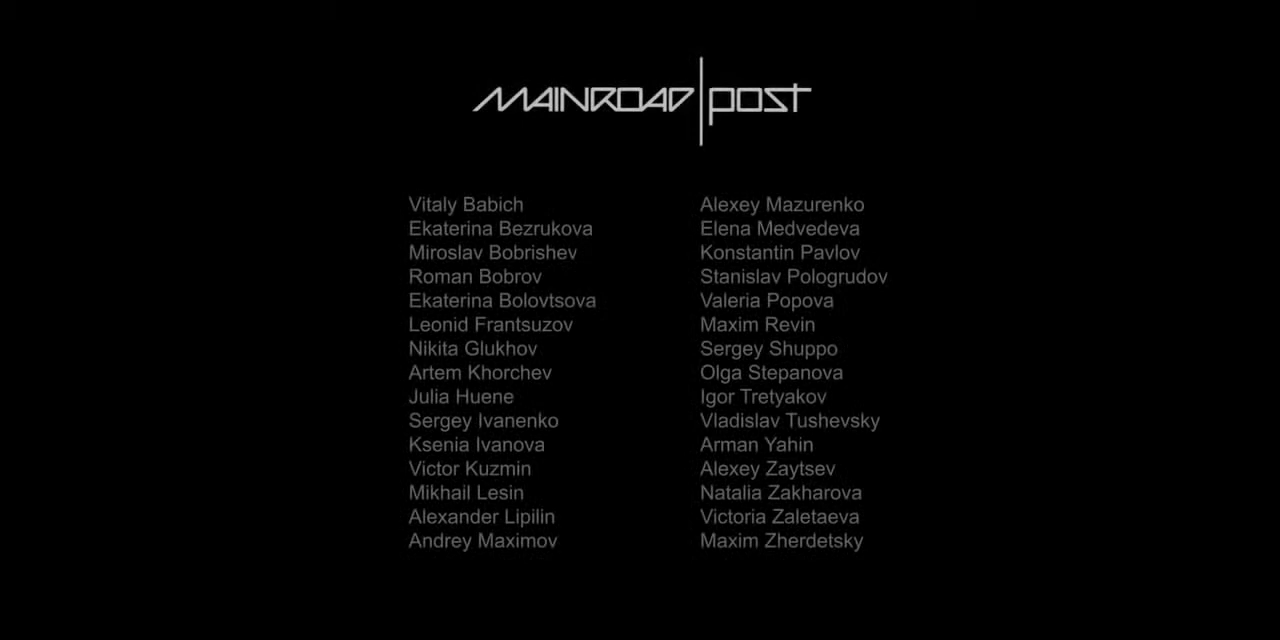 MAINROAD|POST
Vitaly Babich
Ekaterina Bezrukova
Miroslav Bobrishev
Roman Bobrov
Ekaterina Bolovtsova
Leonid Frantsuzov
Nikita Glukhov
Artem Khorchev
Julia Huene
Sergey Ivanenko
Ksenia Ivanova
Victor Kuzmin
Mikhail Lesin
Alexander Lipilin
Andrey Maximov
Alexey Mazurenko
Elena Medvedeva
Konstantin Pavlov
Stanislav Pologrudov
Valeria Popova
Maxim Revin
Sergey Shuppo
Olga Stepanova
Igor Tretyakov
Vladislav Tushevsky
Arman Yahin
Alexey Zaytsev
Natalia Zakharova
Victoria Zaletaeva
Maxim Zherdetsky